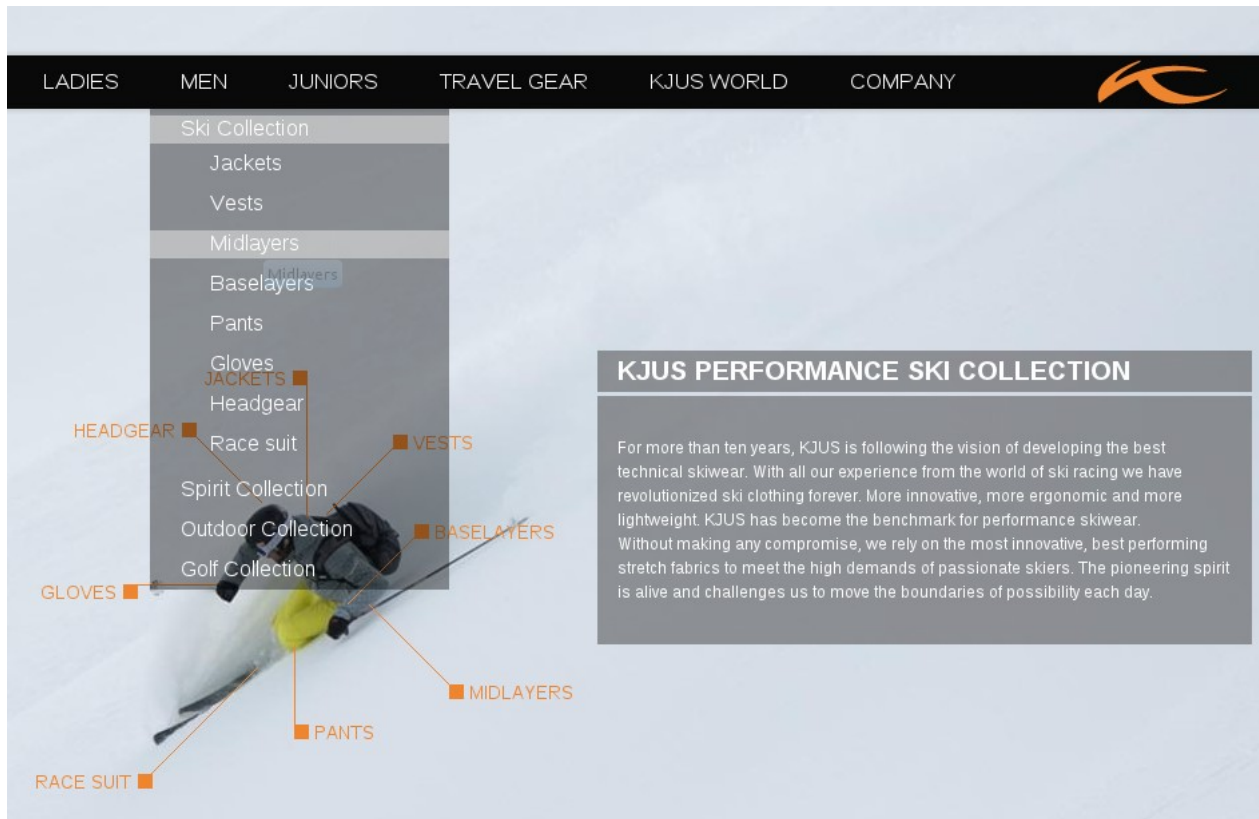 LADIES MEN JUNIORS TRAVEL GEAR KJUS WORLD COMPANY
Ski Collection
Jackets
Vests
Midlayers
Midlayers
Baselayers
Pants
Gloves
JACKETS
Headgear
HEADGEAR
Race suit
VESTS
Spirit Collection
Outdoor Collection
BASELAYERS
Golf Collection
GLOVES
MIDLAYERS
PANTS
RACE SUIT
KJUS PERFORMANCE SKI COLLECTION
For more than ten years, KJUS is following the vision of developing the best
technical skiwear. With all our experience from the world of ski racing we have
revolutionized ski clothing forever. More innovative, more ergonomic and more
lightweight. KJUS has become the benchmark for performance skiwear.
Without making any compromise, we rely on the most innovative, best performing
stretch fabrics to meet the high demands of passionate skiers. The pioneering spirit
is alive and challenges us to move the boundaries of possibility each day.